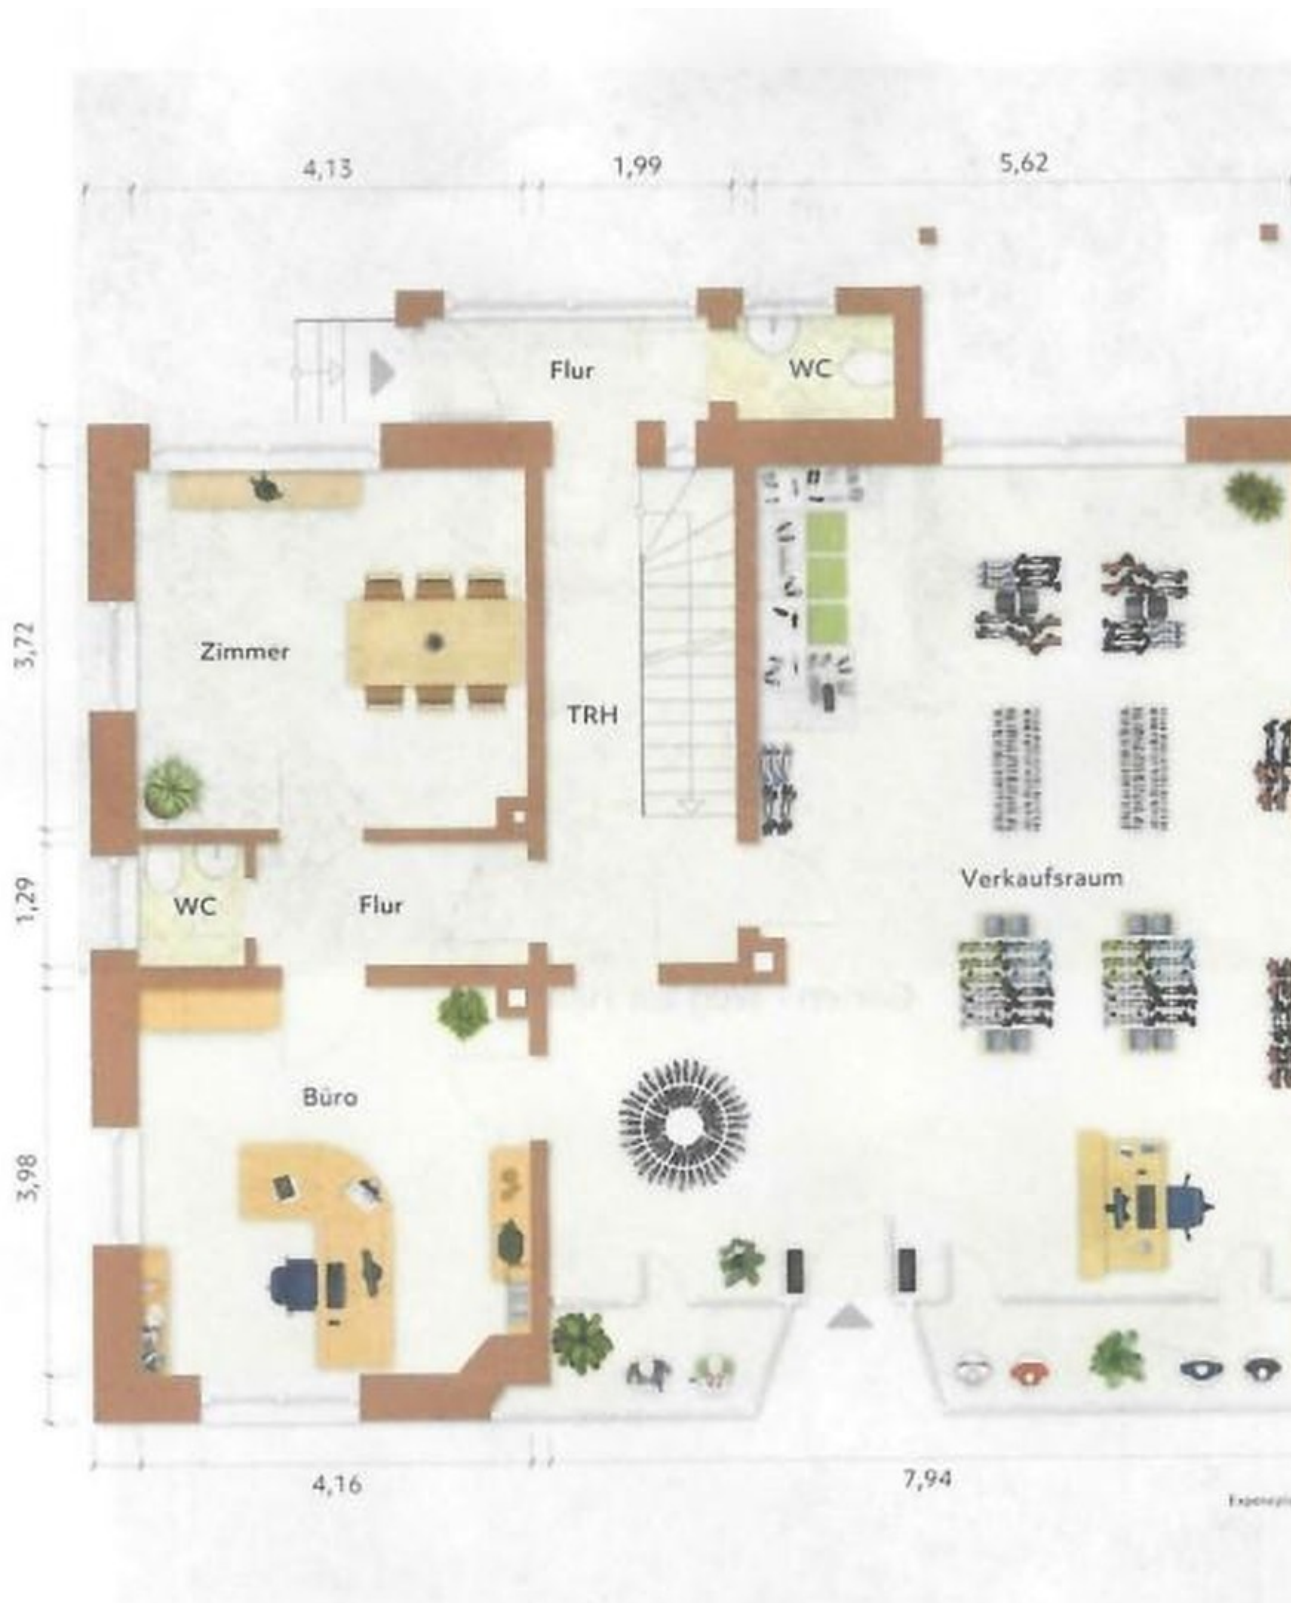 4,13
1,99
5,62
Flur
WC
3,72
Zimmer
TRH
1,29
WC
Flur
Verkaufsraum
Büro
3,98
4,16
7,94